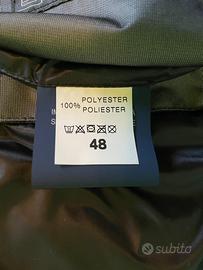 100% POLYESTER
POLIESTER
48
subito